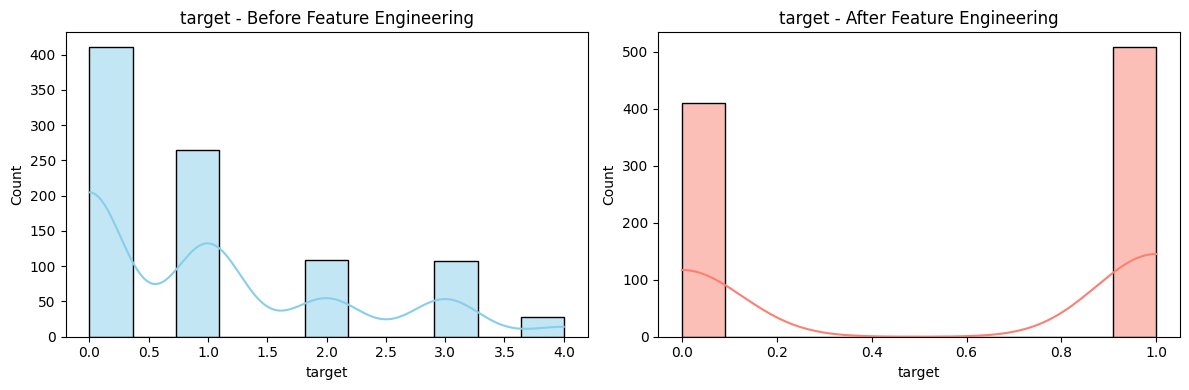 target - Before Feature Engineering
400
350
300
250
200
150
100
50
0
Count
0.0 0.5 1.0 1.5 2.0 2.5 3.0 3.5 4.0
target
target - After Feature Engineering
500
400
300
200
100
0
Count
0.0 0.2 0.4 0.6 0.8 1.0
target